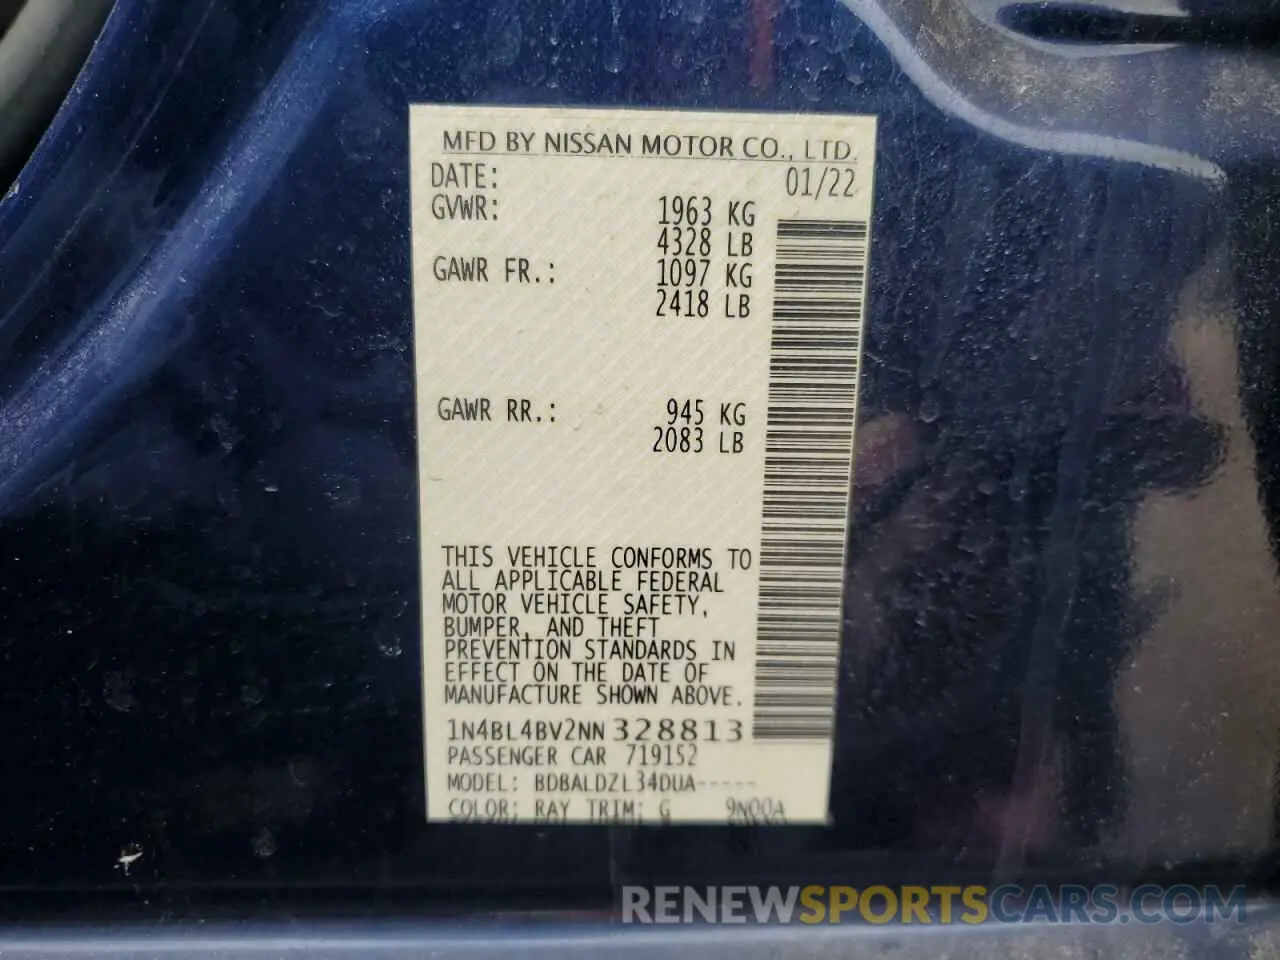 MFD BY NISSAN MOTOR CO., LTD.
DATE: 01/22
GVWR: 1963 KG
4328 LB
GAWR FR.: 1097 KG
2418 LB
GAWR RR.: 945 KG
2083 LB
THIS VEHICLE CONFORMS TO
ALL APPLICABLE FEDERAL
MOTOR VEHICLE SAFETY,
BUMPER, AND THEFT
PREVENTION STANDARDS IN
EFFECT ON THE DATE OF
MANUFACTURE SHOWN ABOVE.
1N4BL4BV2NN328813
PASSENGER CAR 719152
MODEL: BDBALDZL34DUA-----
COLOR: RAY TRIM: G 9N00A
RENEWSPORTSCARS.COM